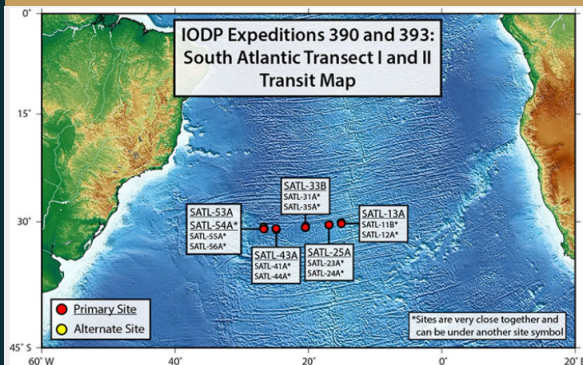 IODP Expeditions 390 and 393:
South Atlantic Transect I and II
Transit Map
0°
15°
30°
45° S
60° W
40°
20°
0°
20° E
SATL-33B
SATL-31A*
SATL-35A*
SATL-53A
SATL-54A*
SATL-55A*
SATL-56A*
SATL-13A
SATL-11B*
SATL-12A*
SATL-43A
SATL-41A*
SATL-44A*
SATL-25A
SATL-23A*
SATL-24A*
Primary Site
Alternate Site
*Sites are very close together and
can be under another site symbol